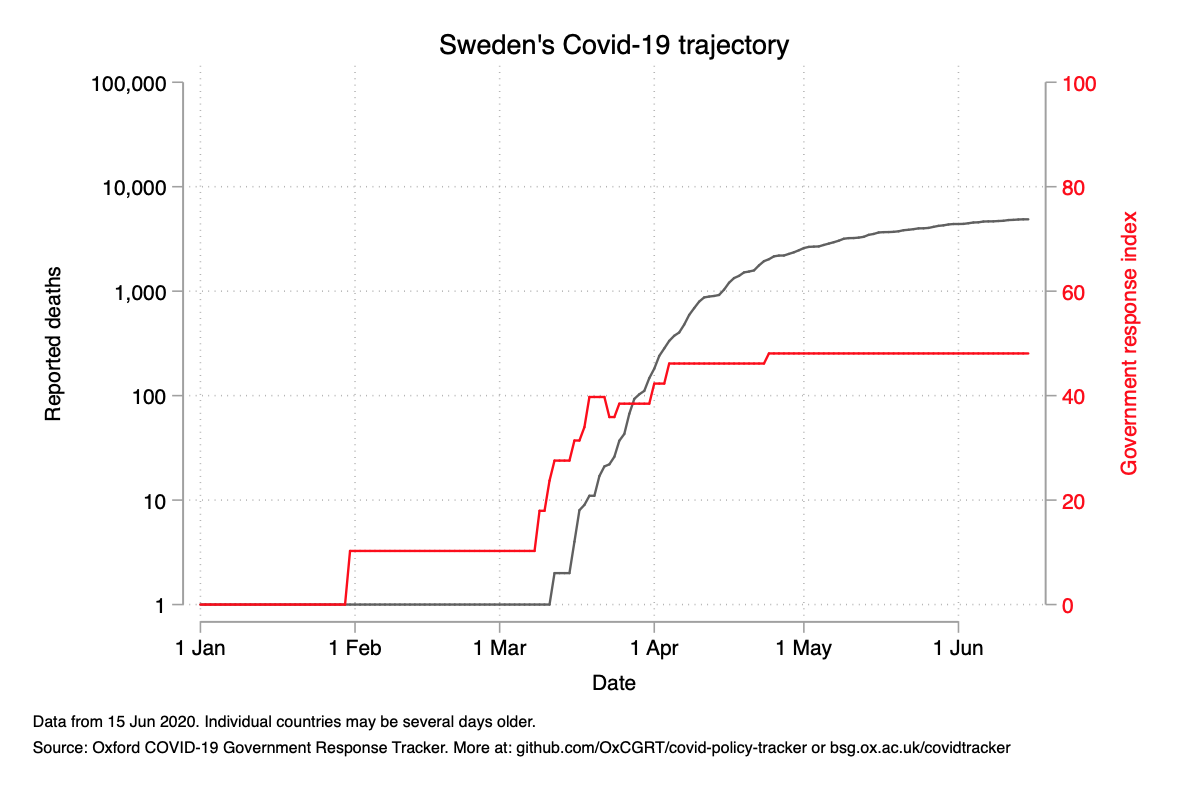 Sweden's Covid-19 trajectory
100,000
10,000
1,000
100
10
1
Reported deaths
100
80
60
40
20
0
Government response index
1 Jan
1 Feb
1 Mar
1 Apr
1 May
1 Jun
Date
Data from 15 Jun 2020. Individual countries may be several days older.
Source: Oxford COVID-19 Government Response Tracker. More at: github.com/OxCGRT/covid-policy-tracker or bsg.ox.ac.uk/covidtracker